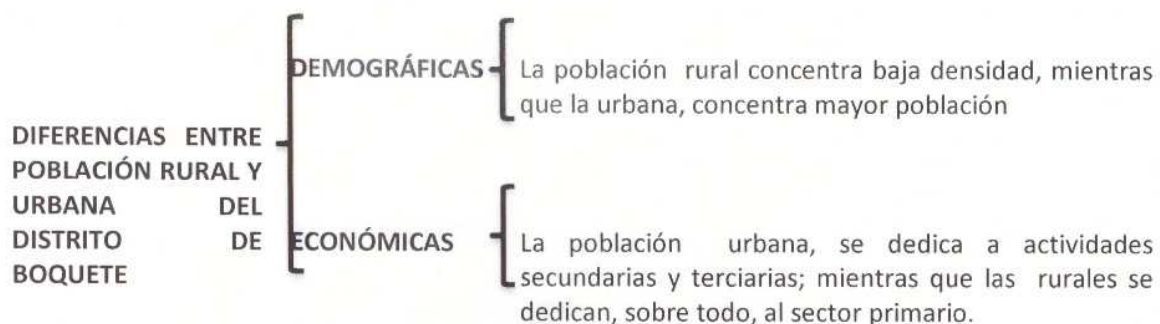 DEMOGRÁFICAS
La población rural concentra baja densidad, mientras
que la urbana, concentra mayor población
DIFERENCIAS ENTRE
POBLACIÓN RURAL Y
URBANA DEL
DISTRITO DE
BOQUETE
ECONÓMICAS
La población urbana, se dedica a actividades
secundarias y terciarias; mientras que las rurales se
dedican, sobre todo, al sector primario.